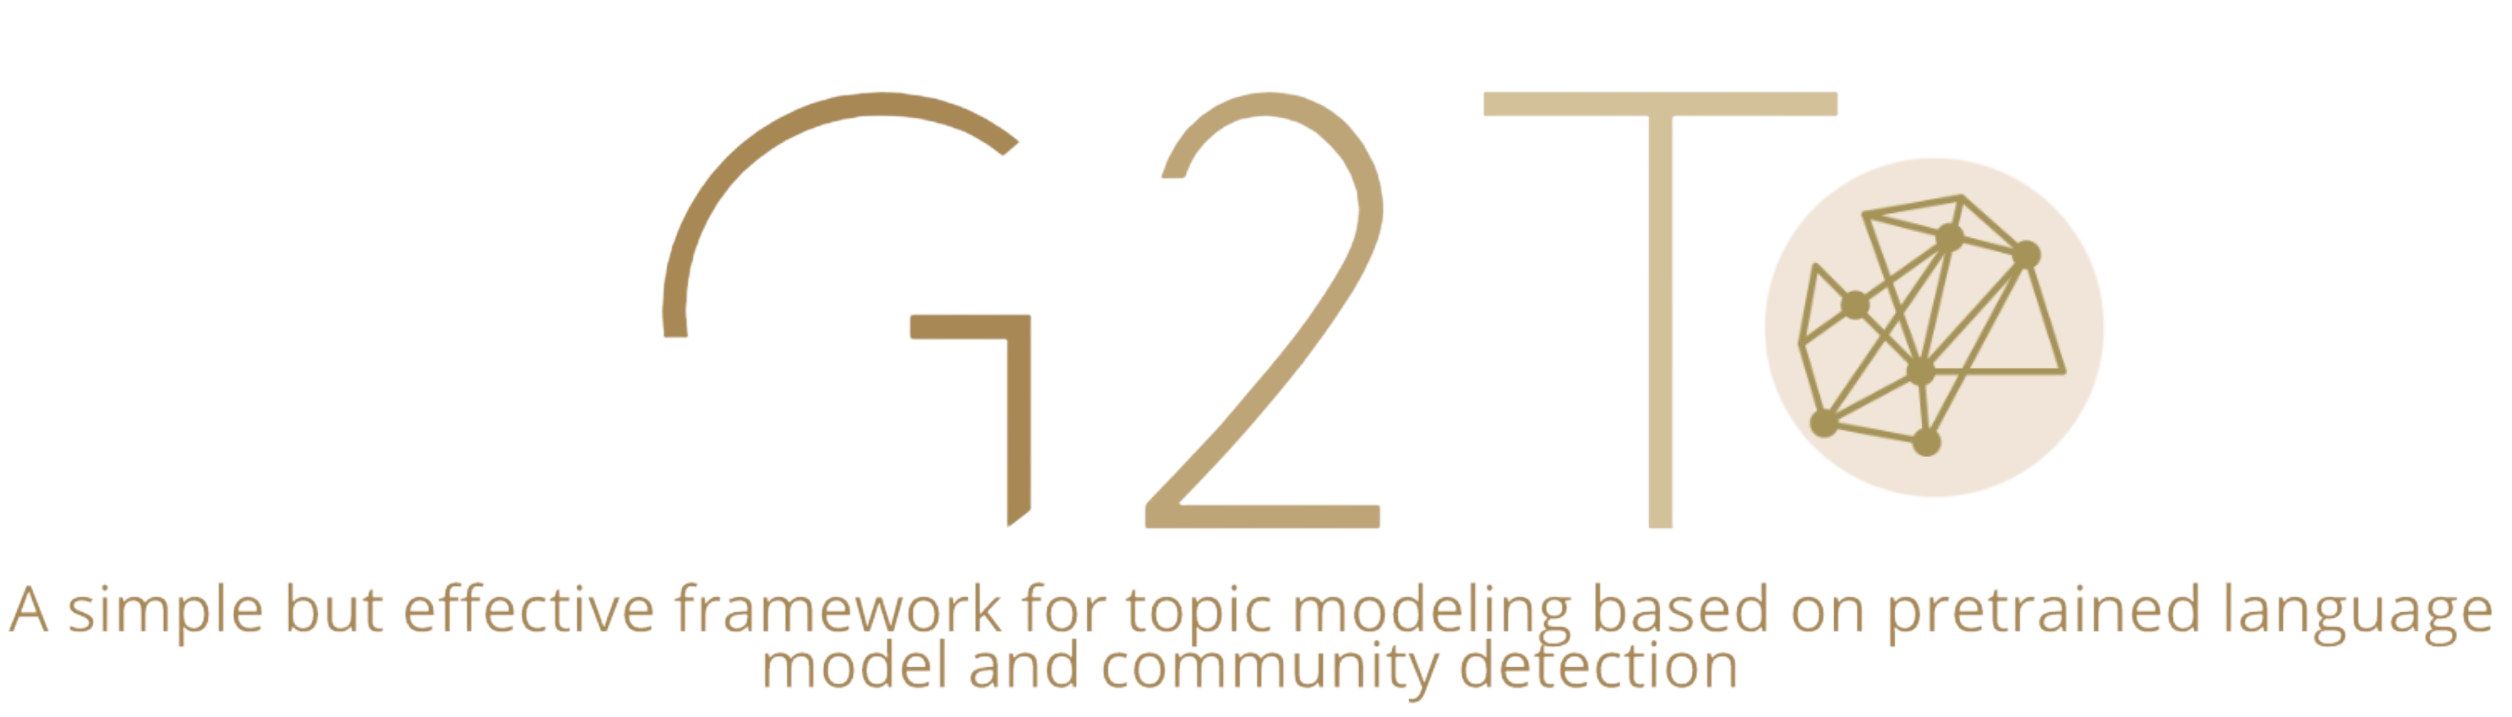 G2T
A simple but effective framework for topic modeling based on pretrained language
model and community detection